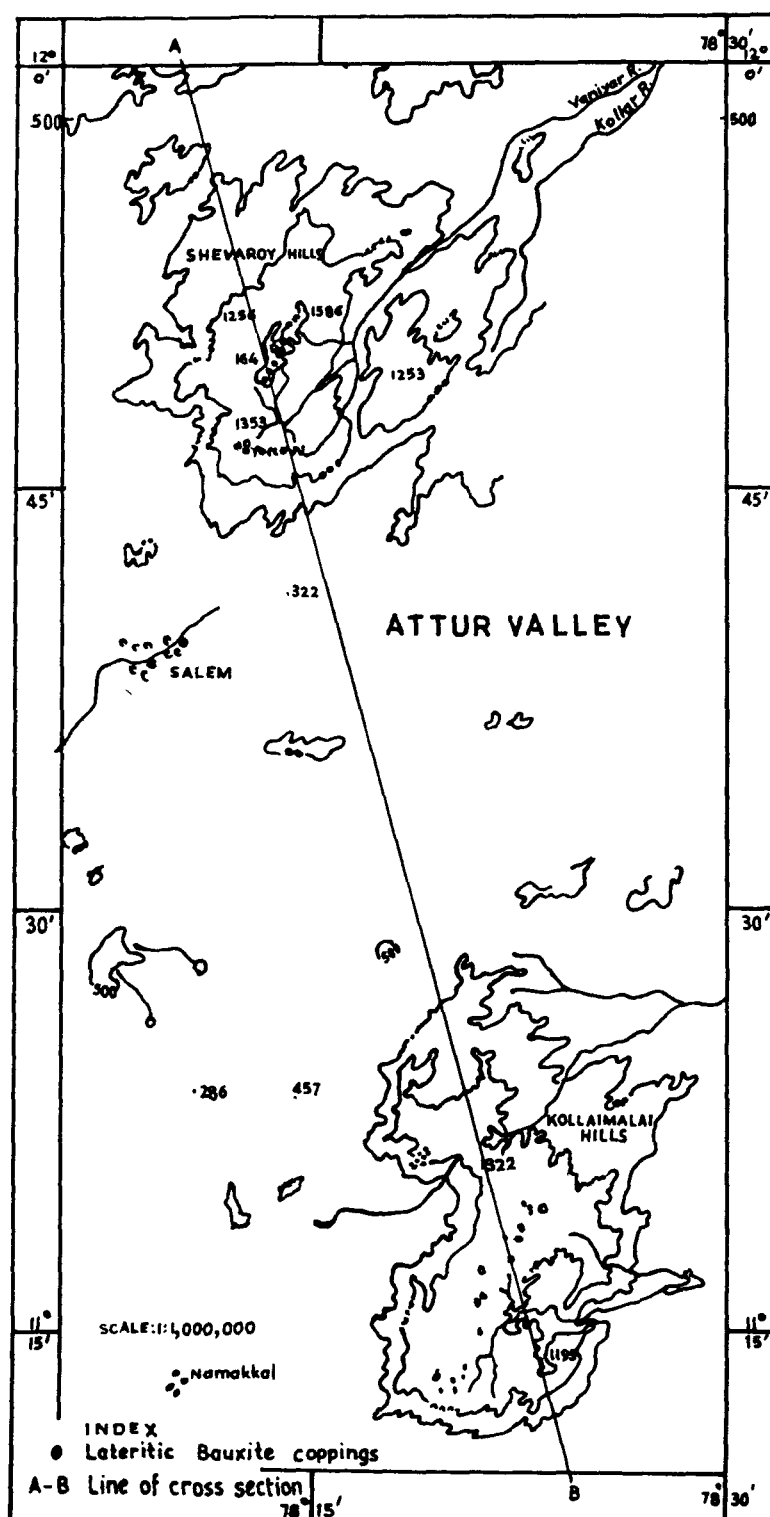 A
78° 30'
12°
0'
12°
0'
Vaniyar R.
Kollar R.
500
500
SHEVAROY HILLS
1256
1586
164
1253
1353
45'
45'
322
ATTUR VALLEY
SALEM
30'
30'
500
286
457
KOLLAIMALAI
HILLS
822
SCALE:1:1,000,000
11°
15'
11°
15'
1195
Namakkal
INDEX
Lateritic Bauxite coppings
A-B Line of cross section
78° 15'
B
78° 30'